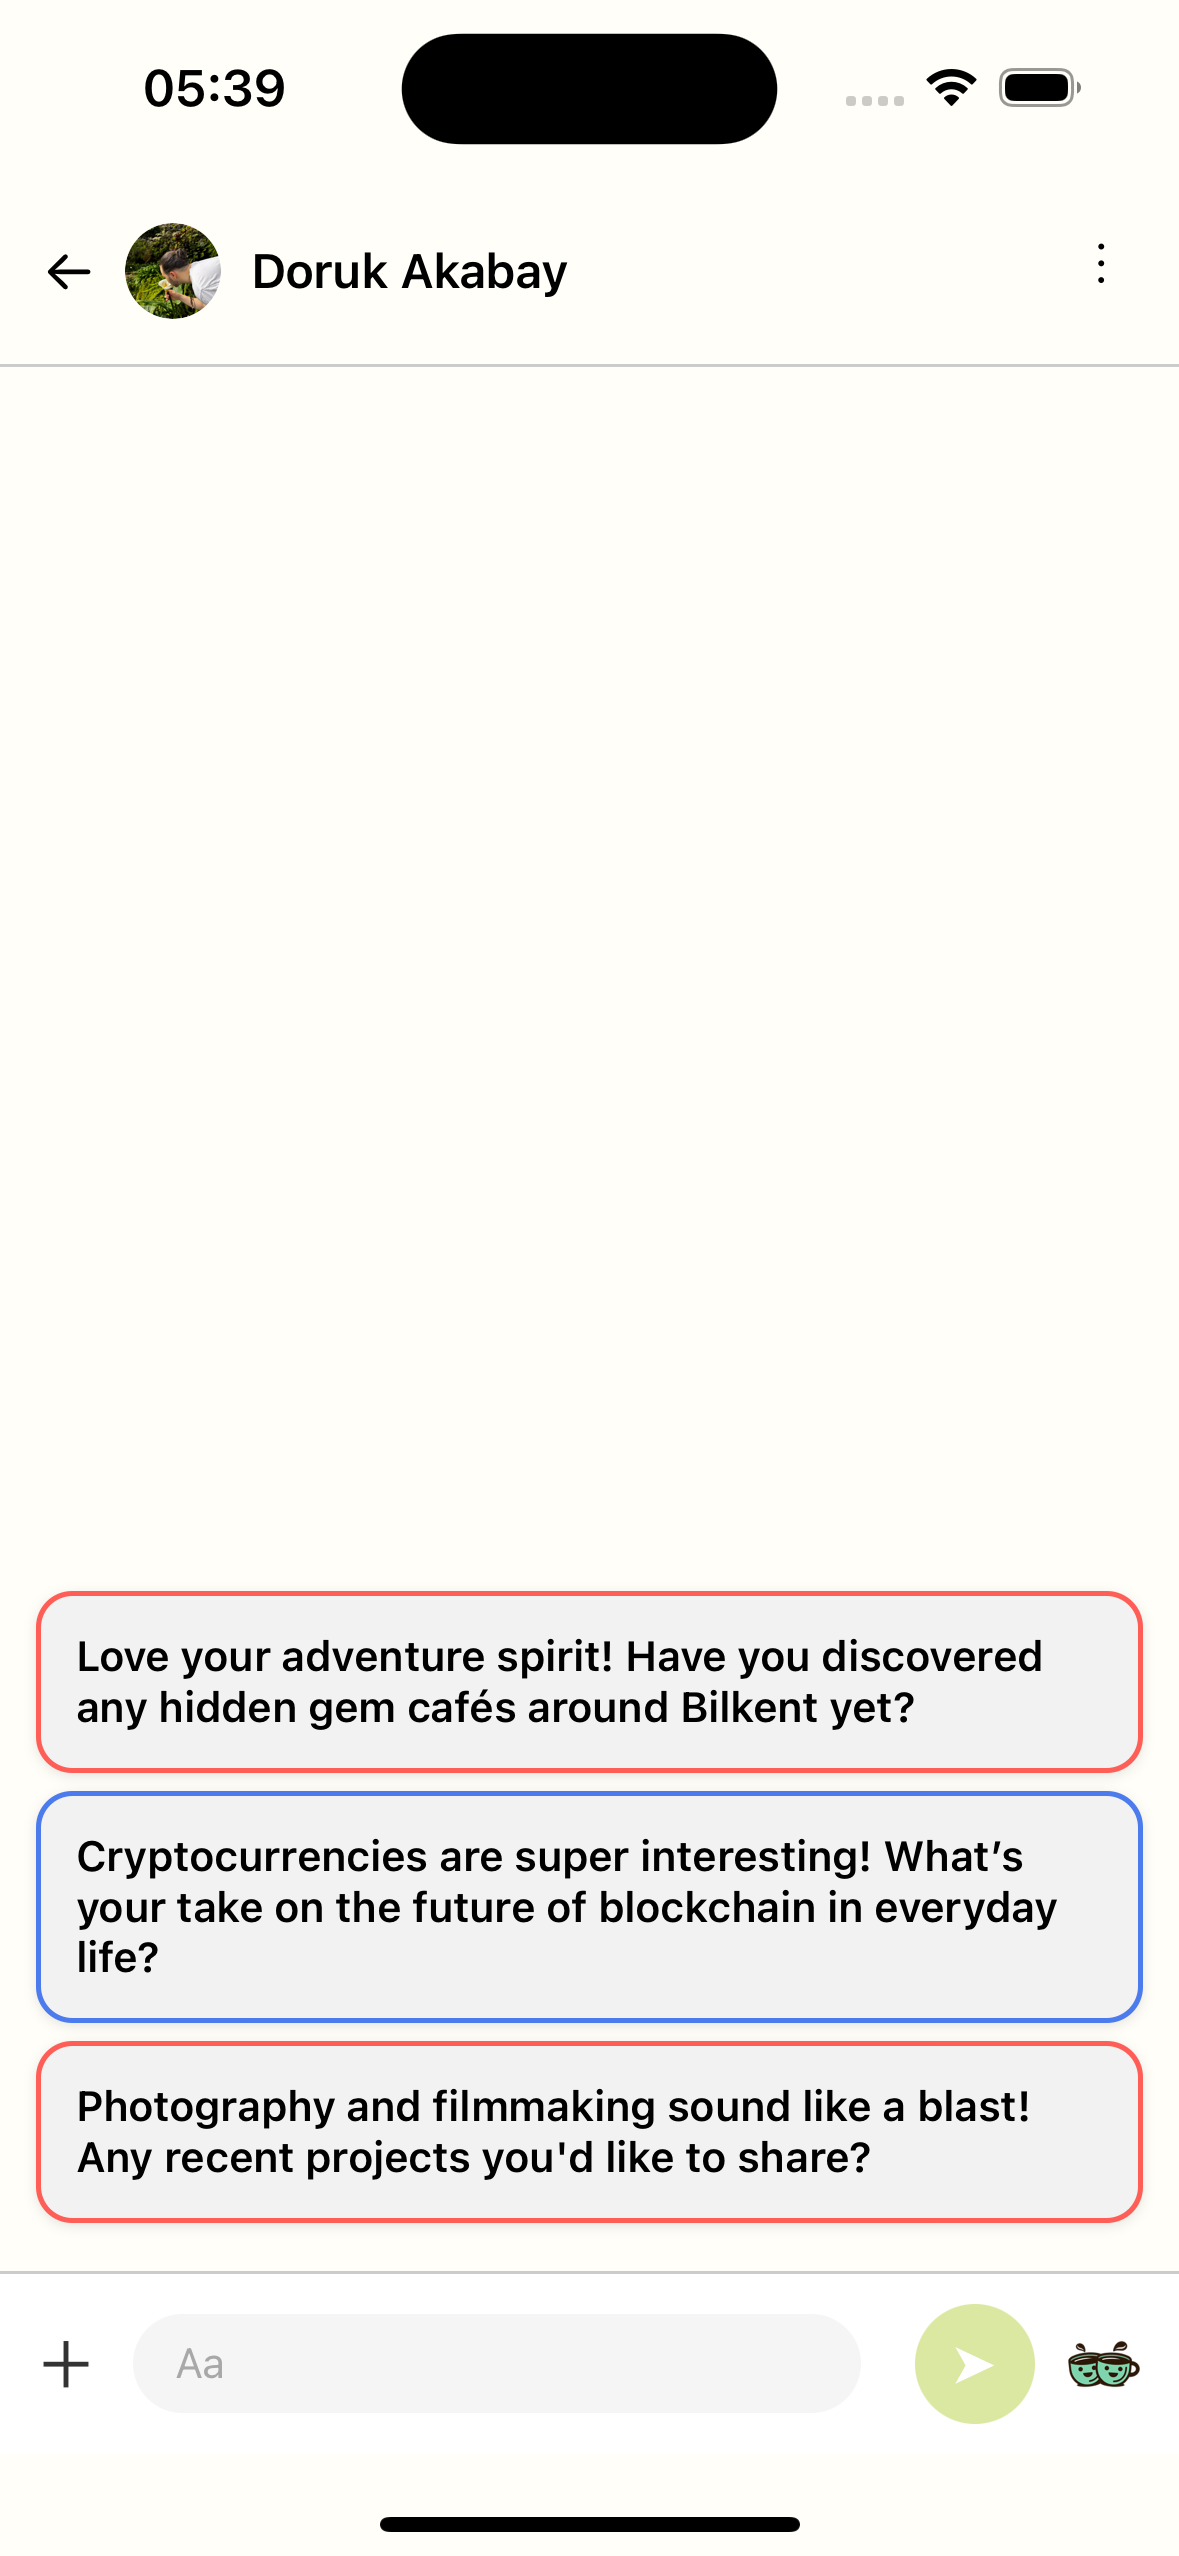 05:39
Doruk Akabay
Love your adventure spirit! Have you discovered
any hidden gem cafés around Bilkent yet?
Cryptocurrencies are super interesting! What’s
your take on the future of blockchain in everyday
life?
Photography and filmmaking sound like a blast!
Any recent projects you'd like to share?
Aa